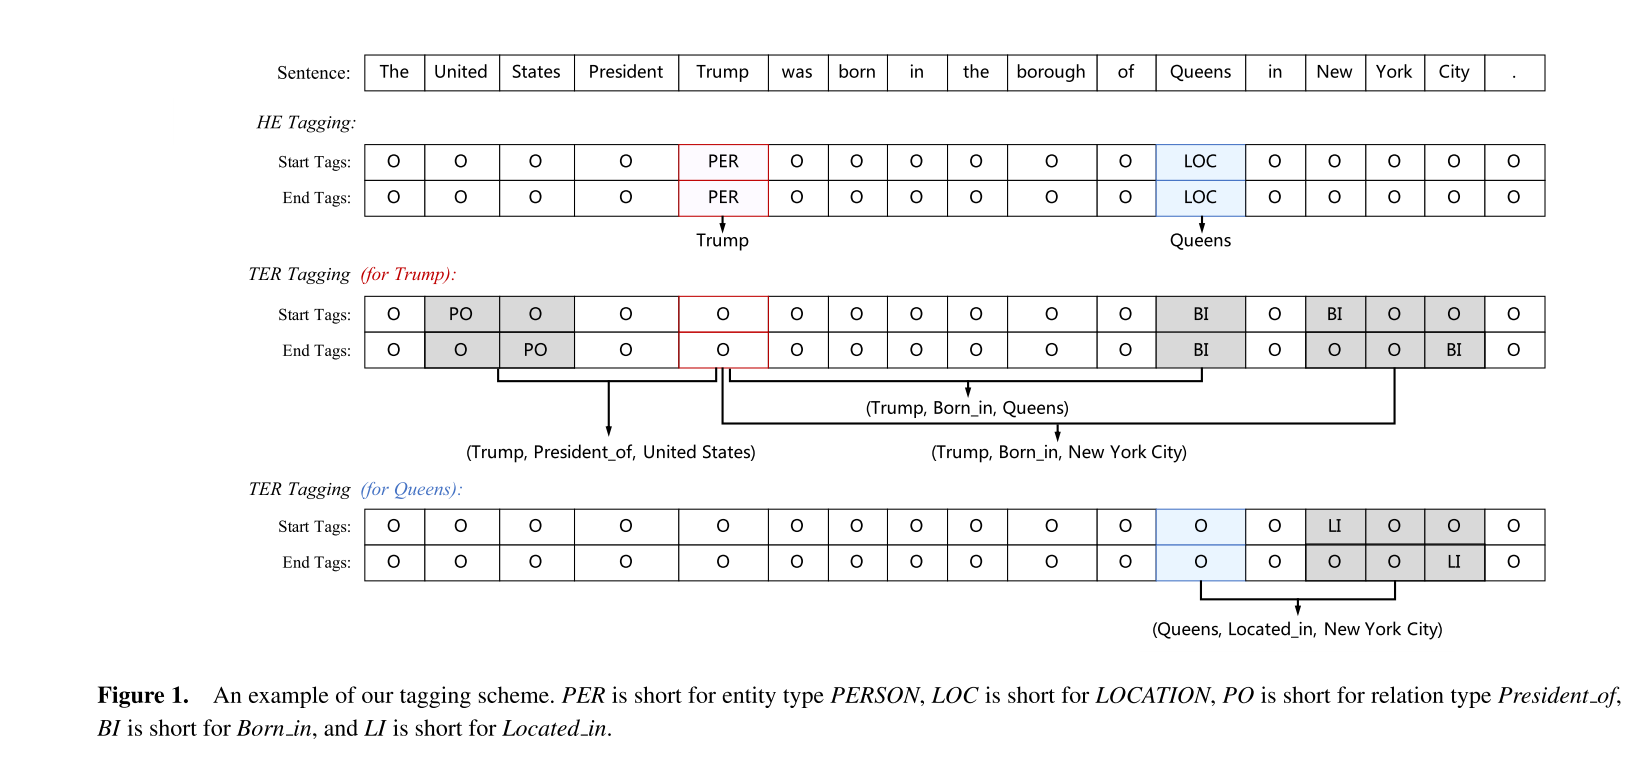 Sentence: The United States President Trump was born in the borough of Queens in New York City .
HE Tagging:
Start Tags: O O O O PER O O O O O O LOC O O O O O
End Tags: O O O O PER O O O O O O LOC O O O O O
Trump Queens
TER Tagging (for Trump):
Start Tags: O PO O O O O O O O O O BI O BI O O O
End Tags: O O PO O O O O O O O O BI O O O BI O
(Trump, Born_in, Queens)
(Trump, President_of, United States) (Trump, Born_in, New York City)
TER Tagging (for Queens):
Start Tags: O O O O O O O O O O O O O LI O O O
End Tags: O O O O O O O O O O O O O O O LI O
(Queens, Located_in, New York City)
Figure 1. An example of our tagging scheme. PER is short for entity type PERSON, LOC is short for LOCATION, PO is short for relation type President_of,
BI is short for Born_in, and LI is short for Located_in.